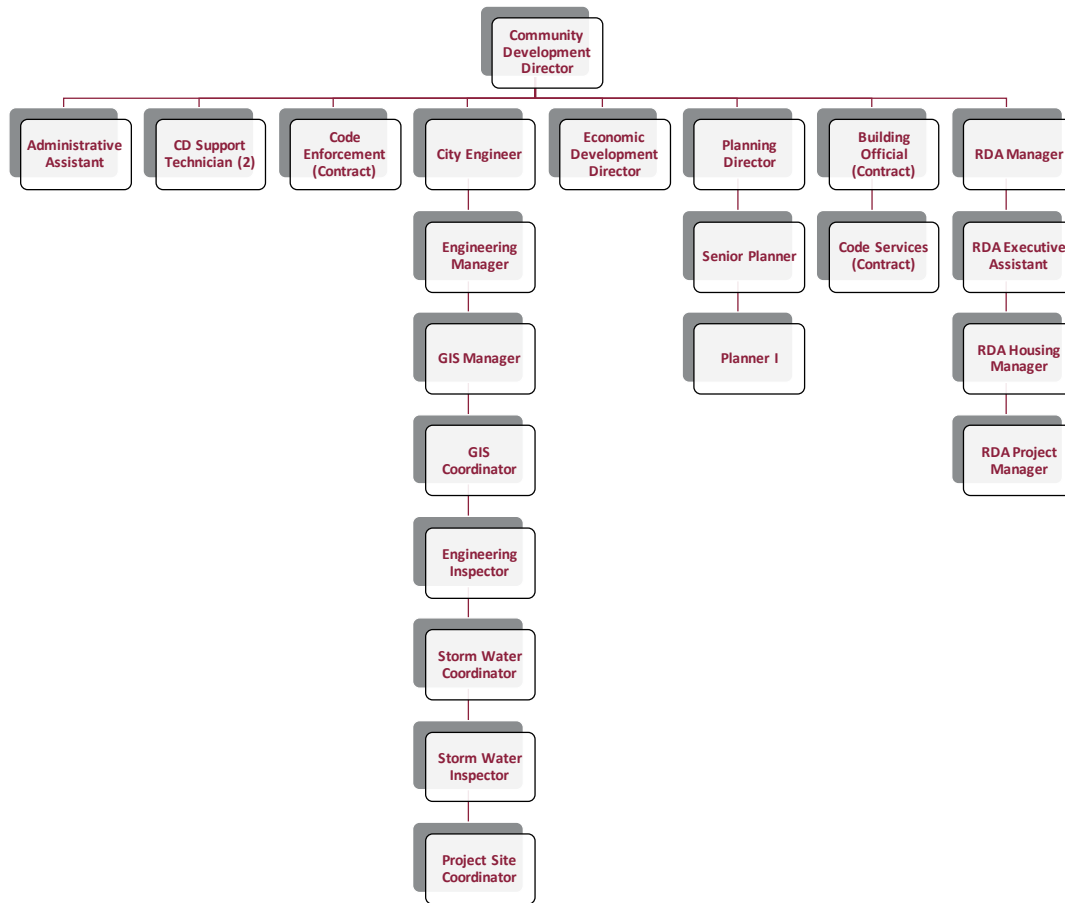 Community
Development
Director
Administrative
Assistant
CD Support
Technician (2)
Code
Enforcement
(Contract)
City Engineer
Economic
Development
Director
Planning
Director
Building
Official
(Contract)
RDA Manager
Engineering
Manager
Senior Planner
Code Services
(Contract)
RDA Executive
Assistant
GIS Manager
Planner I
RDA Housing
Manager
GIS
Coordinator
RDA Project
Manager
Engineering
Inspector
Storm Water
Coordinator
Storm Water
Inspector
Project Site
Coordinator